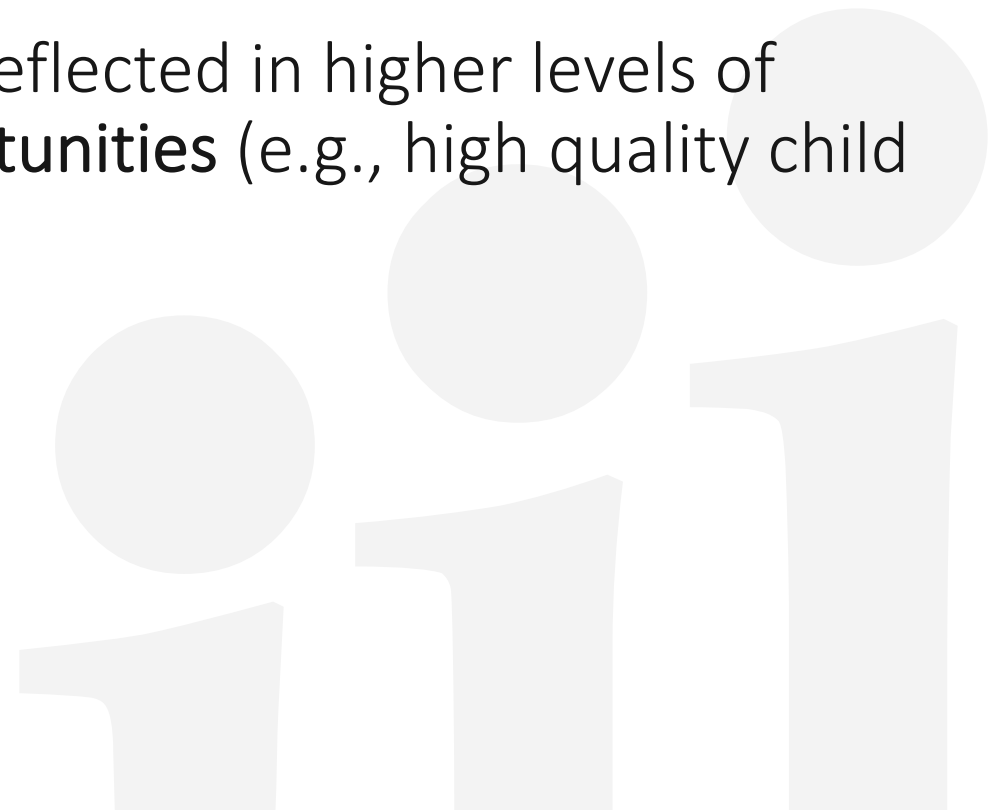 eflected in higher levels of
tunities (e.g., high quality child